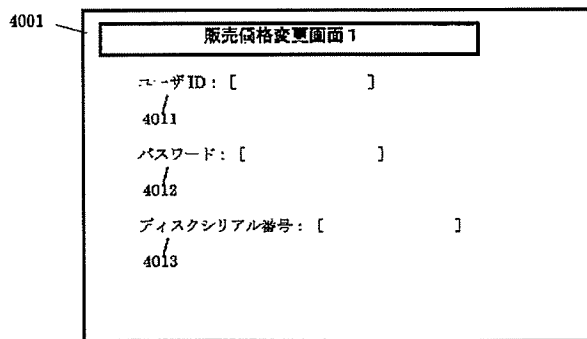 4001
販売価格変更画面1
ユーザID:[ ]
4011
パスワード:[ ]
4012
ディスクシリアル番号:[ ]
4013